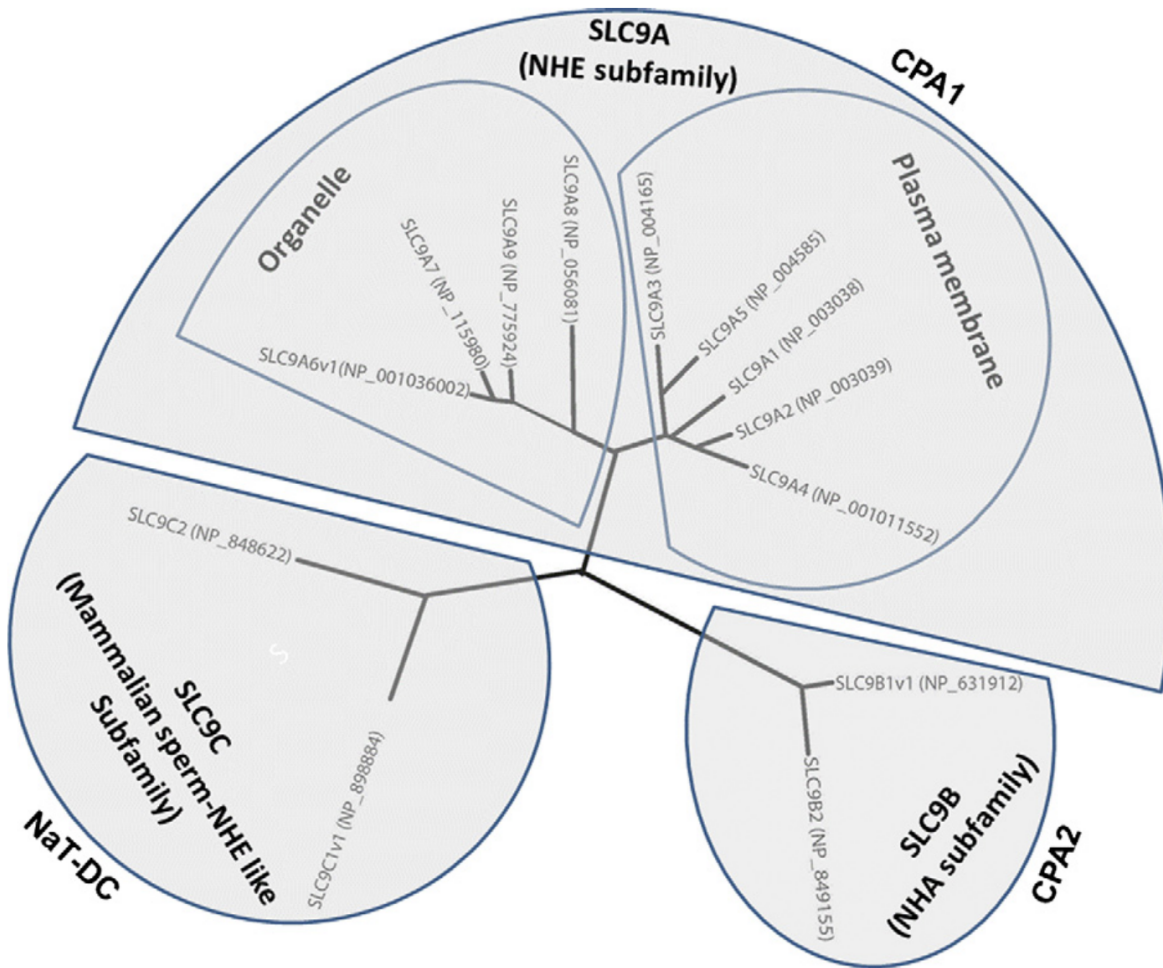 SLC9A
(NHE subfamily)
CPA1
Organelle
Plasma membrane
SLC9A6v1(NP_001036002)
SLC9A7 (NP_115980)
SLC9A9 (NP_775924)
SLC9A8 (NP_056081)
SLC9A3 (NP_004165)
SLC9A5 (NP_004585)
SLC9A1 (NP_003038)
SLC9A2 (NP_003039)
SLC9A4 (NP_001011552)
SLC9C2 (NP_848622)
SLC9C1v1 (NP_898884)
SLC9C
(Mammalian sperm-NHE like
Subfamily)
NaT-DC
S
SLC9B1v1 (NP_631912)
SLC9B2 (NP_849155)
SLC9B
(NHA subfamily)
CPA2